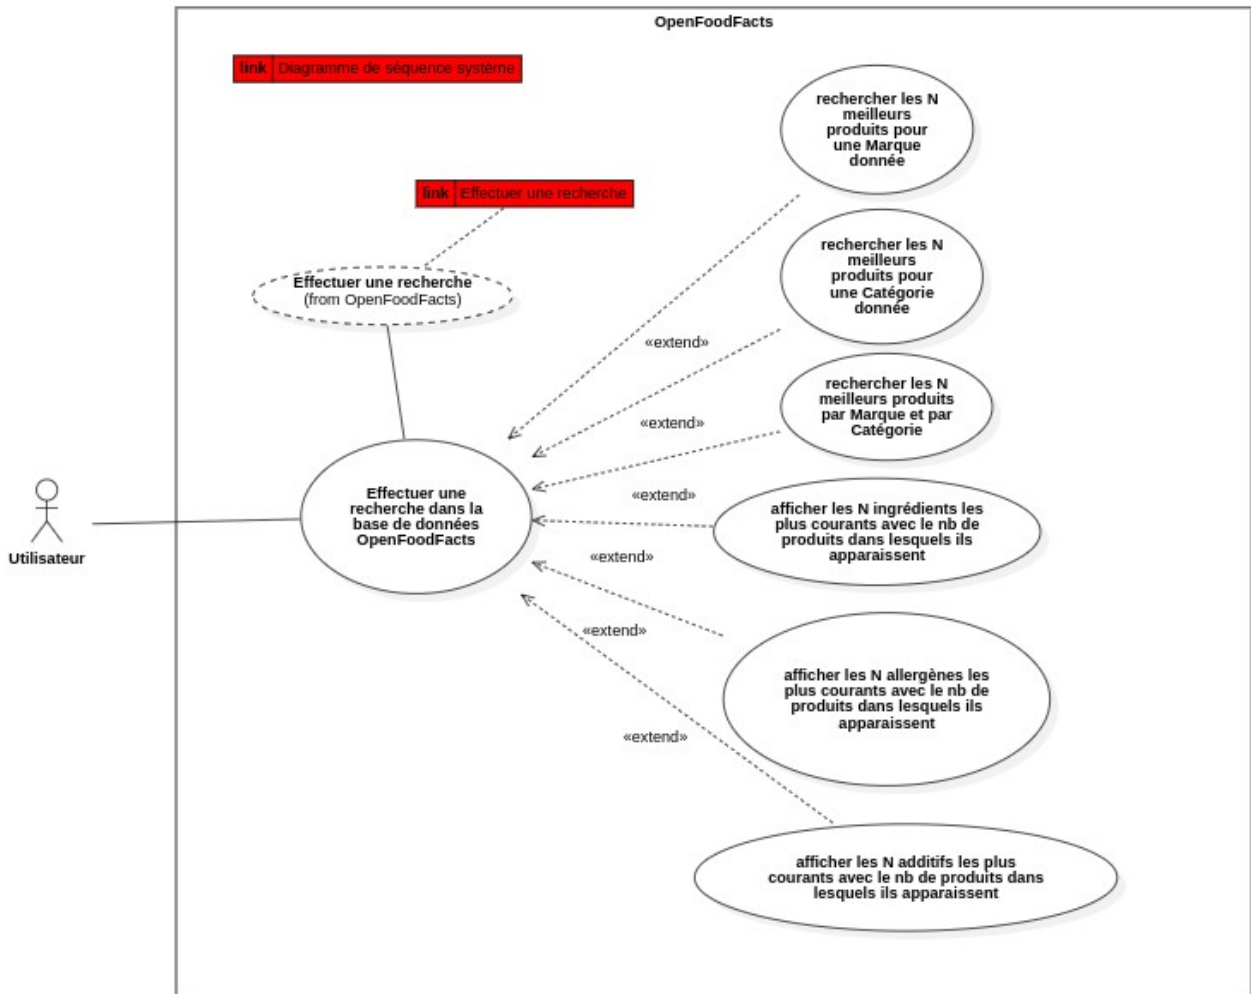 OpenFoodFacts
link Diagramme de séquence système
link Effectuer une recherche
Effectuer une recherche
(from OpenFoodFacts)
rechercher les N
meilleurs
produits pour
une Marque
donnée
rechercher les N
meilleurs
produits pour
une Catégorie
donnée
«extend»
rechercher les N
meilleurs produits
par Marque et par
Catégorie
«extend»
Utilisateur
Effectuer une
recherche dans la
base de données
OpenFoodFacts
«extend»
afficher les N ingrédients les
plus courants avec le nb de
produits dans lesquels ils
apparaissent
«extend»
«extend»
afficher les N allergènes les
plus courants avec le nb de
produits dans lesquels ils
apparaissent
«extend»
afficher les N additifs les plus
courants avec le nb de produits dans
lesquels ils apparaissent